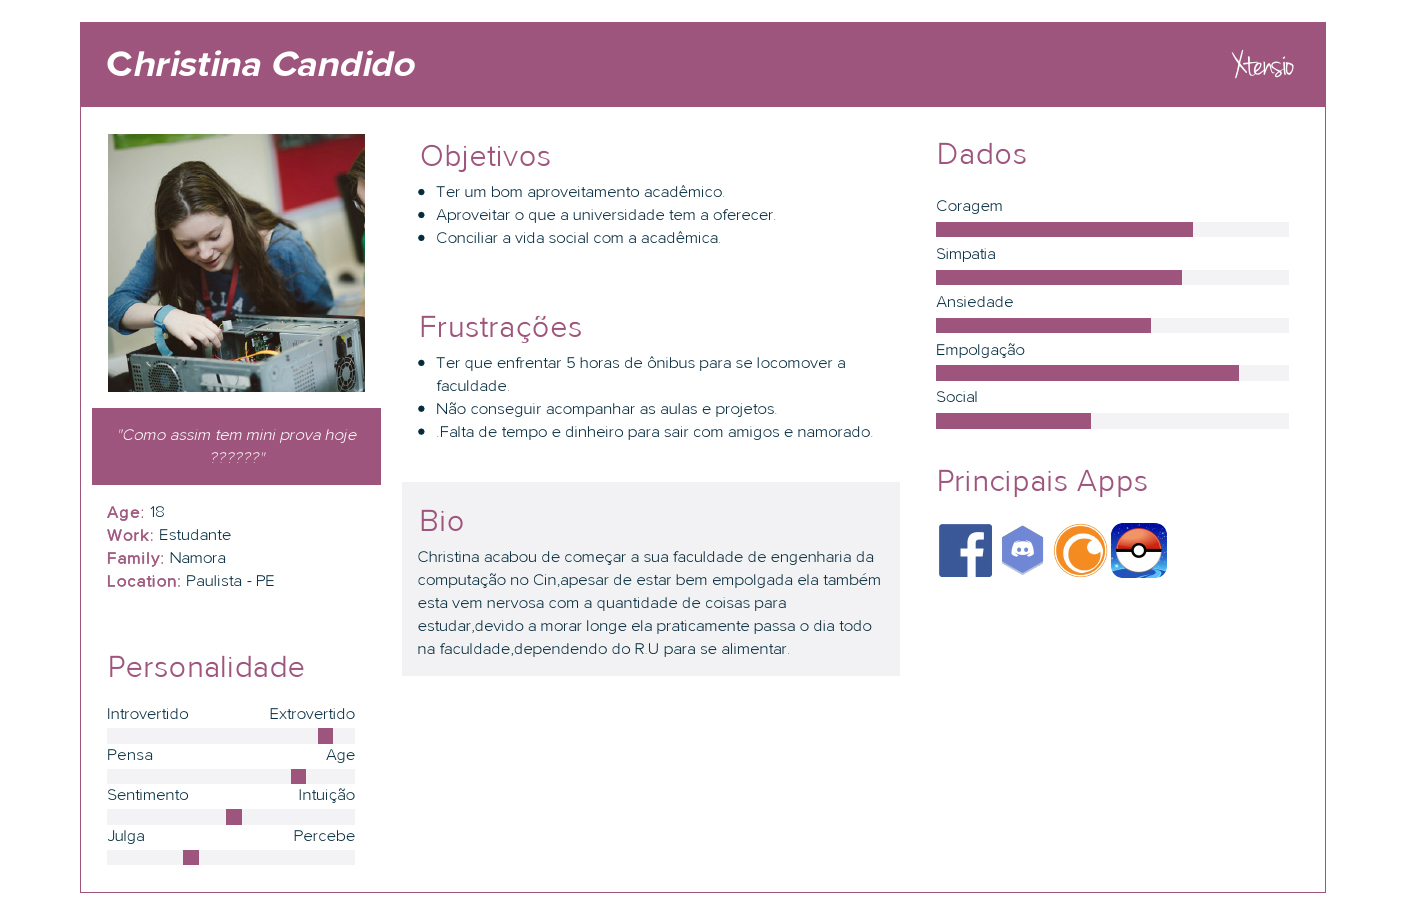 Christina Candido
Xtensio
"Como assim tem mini prova hoje
??????"
Age: 18
Work: Estudante
Family: Namora
Location: Paulista - PE
Personalidade
Introvertido Extrovertido
Pensa Age
Sentimento Intuição
Julga Percebe
Objetivos
Ter um bom aproveitamento acadêmico.
Aproveitar o que a universidade tem a oferecer.
Conciliar a vida social com a acadêmica.
Frustrações
Ter que enfrentar 5 horas de ônibus para se locomover a
faculdade.
Não conseguir acompanhar as aulas e projetos.
.Falta de tempo e dinheiro para sair com amigos e namorado.
Bio
Christina acabou de começar a sua faculdade de engenharia da
computação no Cin,apesar de estar bem empolgada ela também
esta vem nervosa com a quantidade de coisas para
estudar,devido a morar longe ela praticamente passa o dia todo
na faculdade,dependendo do R.U para se alimentar.
Dados
Coragem
Simpatia
Ansiedade
Empolgação
Social
Principais Apps